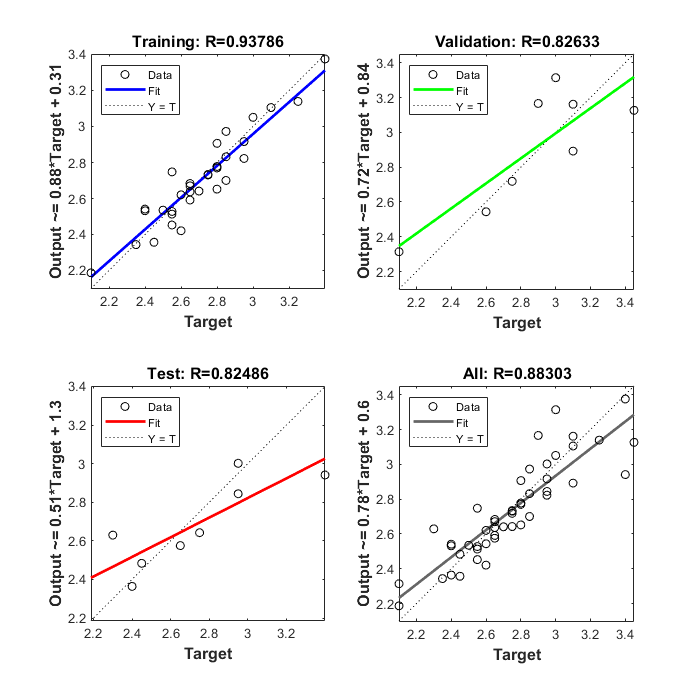 Training: R=0.93786
Output ~= 0.88*Target + 0.31
3.4
3.2
3
2.8
2.6
2.4
2.2
Data
Fit
Y = T
2.2 2.4 2.6 2.8 3 3.2
Target
Validation: R=0.82633
Output ~= 0.72*Target + 0.84
3.4
3.2
3
2.8
2.6
2.4
2.2
Data
Fit
Y = T
2.2 2.4 2.6 2.8 3 3.2 3.4
Target
Test: R=0.82486
Output ~= 0.51*Target + 1.3
3.4
3.2
3
2.8
2.6
2.4
2.2
Data
Fit
Y = T
2.2 2.4 2.6 2.8 3 3.2
Target
All: R=0.88303
Output ~= 0.78*Target + 0.6
3.4
3.2
3
2.8
2.6
2.4
2.2
Data
Fit
Y = T
2.2 2.4 2.6 2.8 3 3.2 3.4
Target